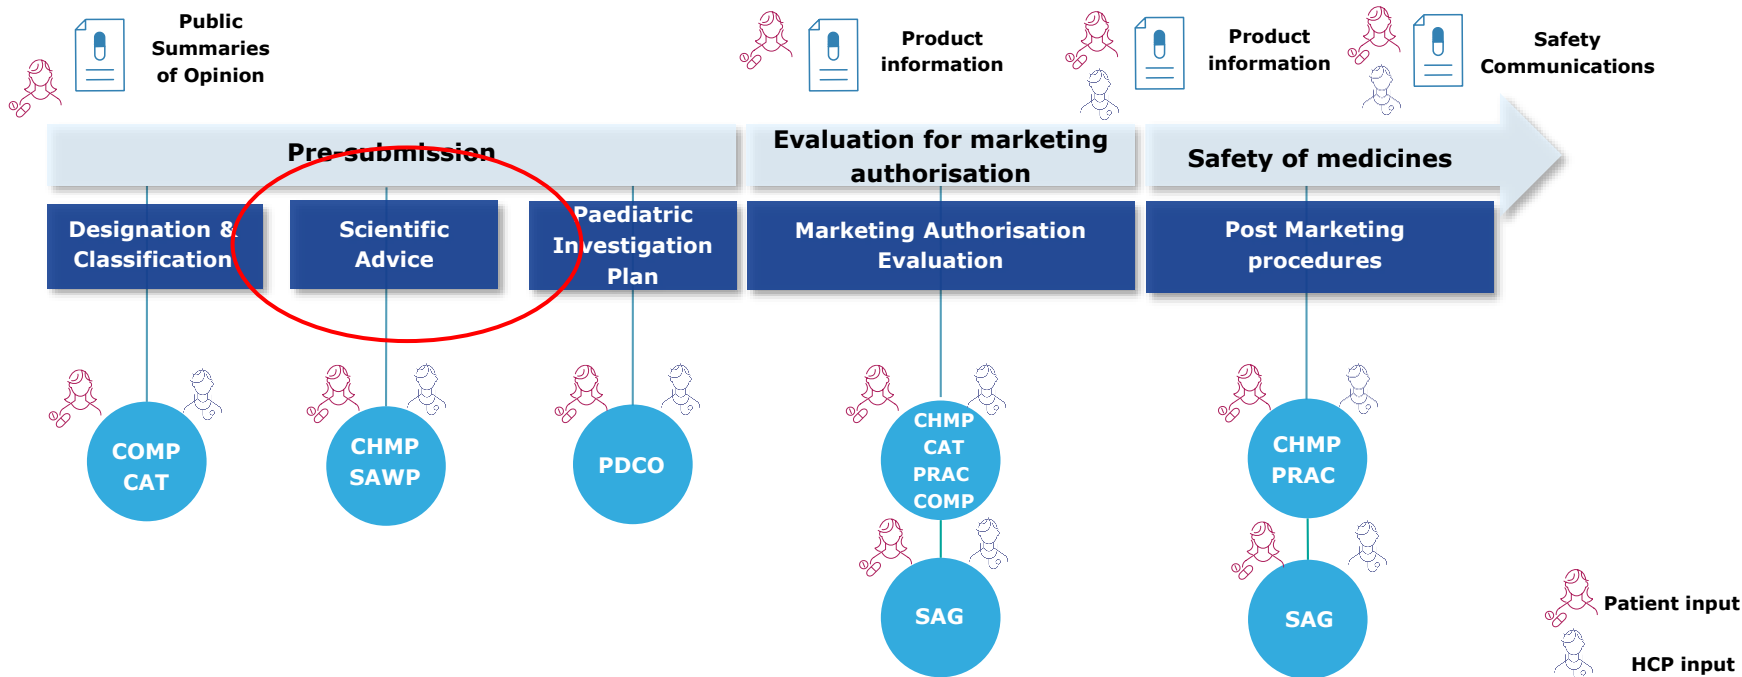 Public
Summaries
of Opinion
Product
information
Product
information
Safety
Communications
Pre-submission
Evaluation for marketing
authorisation
Safety of medicines
Designation &
Classification
Scientific
Advice
Paediatric
Investigation
Plan
Marketing Authorisation
Evaluation
Post Marketing
procedures
COMP
CAT
CHMP
SAWP
PDCO
CHMP
CAT
PRAC
COMP
CHMP
PRAC
SAG
SAG
Patient input
HCP input